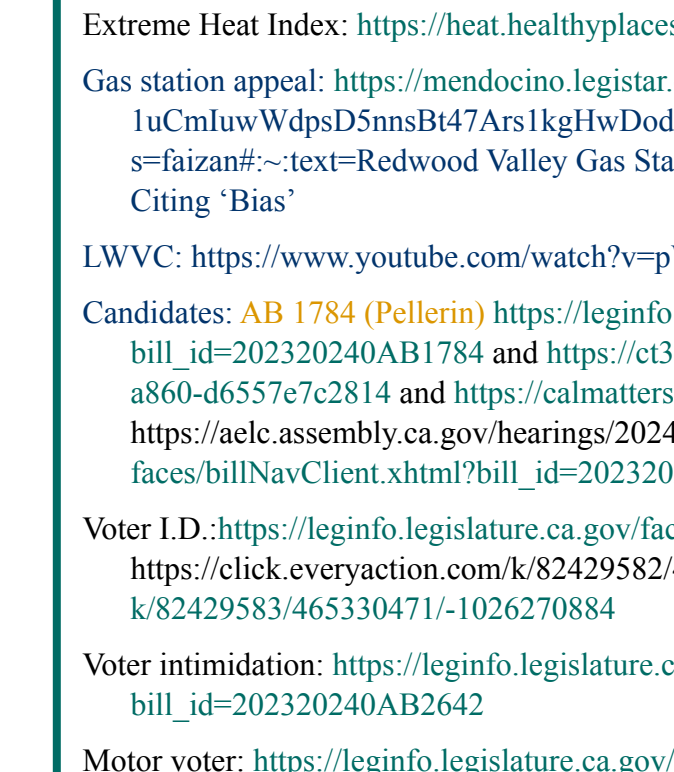 Extreme Heat Index: https://heat.healthyplaces
Gas station appeal: https://mendocino.legistar.
1uCmIuwWdpsD5nnsBt47Ars1kgHwDod
s=faizan#:~:text=Redwood Valley Gas Sta
Citing ‘Bias’
LWVC: https://www.youtube.com/watch?v=p
Candidates: AB 1784 (Pellerin) https://leginfo
bill_id=202320240AB1784 and https://ct3
a860-d6557e7c2814 and https://calmatters
https://aelc.assembly.ca.gov/hearings/2024
faces/billNavClient.xhtml?bill_id=202320
Voter I.D.:https://leginfo.legislature.ca.gov/fac
https://click.everyaction.com/k/82429582/
k/82429583/465330471/-1026270884
Voter intimidation: https://leginfo.legislature.c
bill_id=202320240AB2642
Motor voter: https://leginfo.legislature.ca.gov/